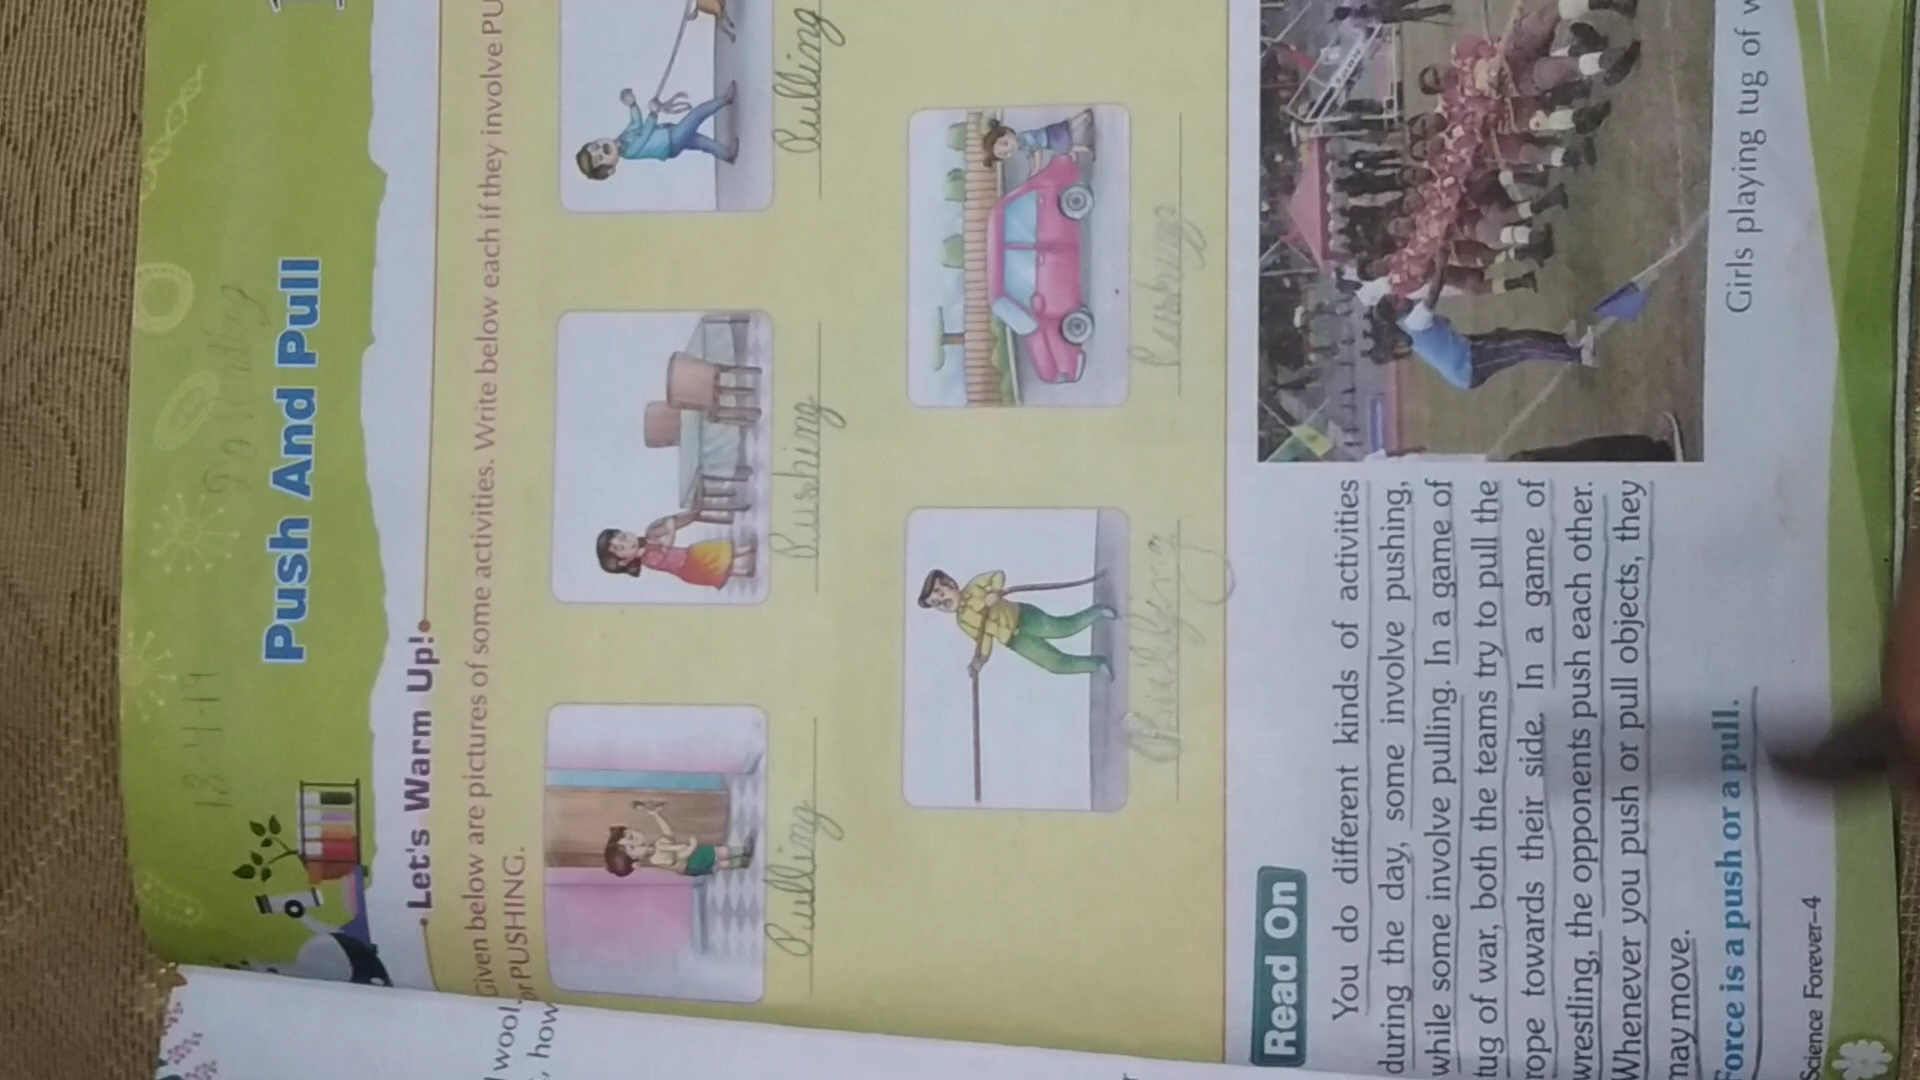 18-4-19
Push And Pull
Let's Warm Up!
Given below are pictures of some activities. Write below each if they involve PU
or PUSHING.
wool.
, how
Pulling
Pushing
Pulling
Pulling
Pushing
Read On
You do different kinds of activities
during the day, some involve pushing,
while some involve pulling. In a game of
tug of war, both the teams try to pull the
rope towards their side. In a game of
wrestling, the opponents push each other.
Whenever you push or pull objects, they
may move.
Force is a push or a pull.
Girls playing tug of w
Science Forever–4